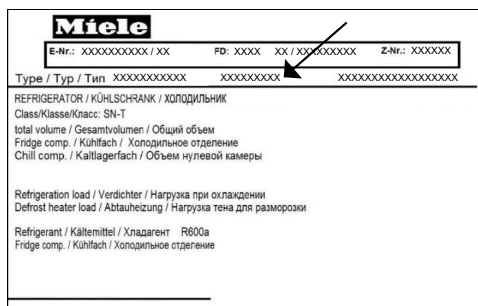 Miele
E-Nr.: XXXXXXXXXX / XX FD: XXXX XX / XXXXXXXXX Z-Nr.: XXXXXX
Type / Typ / Тип XXXXXXXXXXX XXXXXXXXX XXXXXXXXXXXXXXXXXX
REFRIGERATOR / KÜHLSCHRANK / ХОЛОДИЛЬНИК
Class/Klasse/Класс: SN-T
total volume / Gesamtvolumen / Общий объем
Fridge comp. / Kühlfach / Холодильное отделение
Chill comp. / Kaltlagerfach / Объем нулевой камеры
Refrigeration load / Verdichter / Нагрузка при охлаждении
Defrost heater load / Abtauheizung / Нагрузка тена для разморозки
Refrigerant / Kältemittel / Хладагент R600a
Fridge comp. / Kühlfach / Холодильное отделение